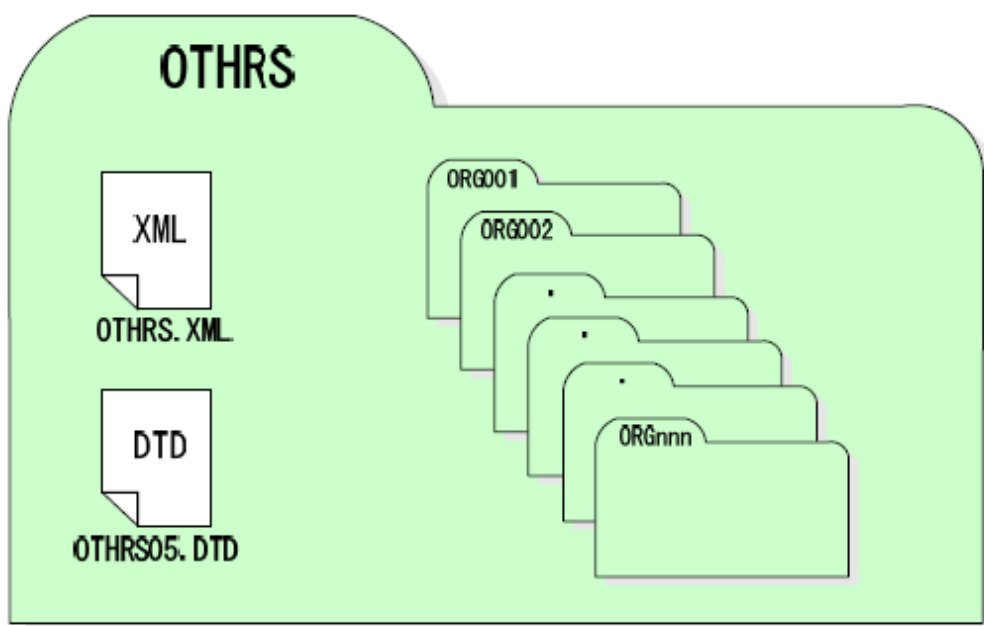 OTHRS
XML
OTHRS.XML
DTD
OTHRS05.DTD
ORG001
ORG002
.
.
.
ORGnnn